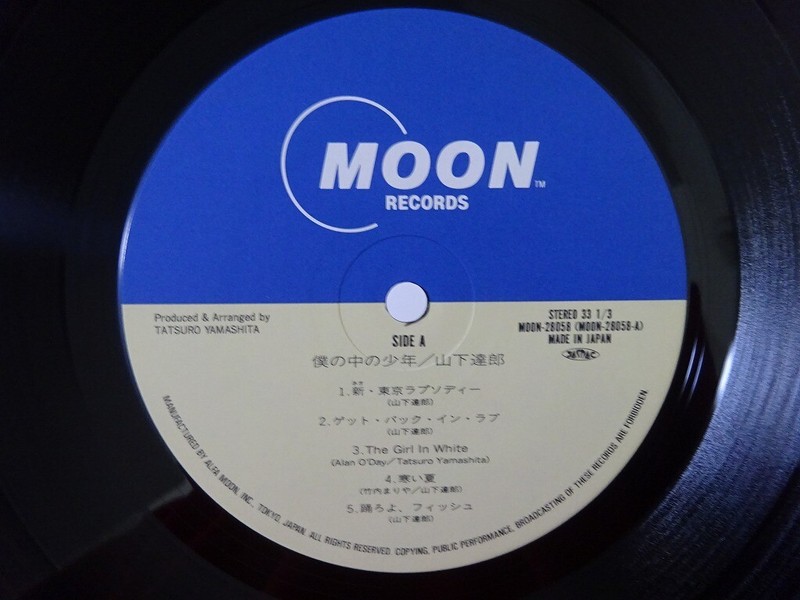 MOON TM
RECORDS
Produced & Arranged by
TATSURO YAMASHITA
STEREO 33 1/3
MOON-28058 (MOON-28058-A)
MADE IN JAPAN
JASRAC
SIDE A
僕の中の少年／山下達郎
1.新・東京ラプソディー
(山下達郎)
2.ゲット・バック・イン・ラブ
(山下達郎)
3.The Girl In White
(Alan O'Day／Tatsuro Yamashita)
4.寒い夏
(竹内まりや／山下達郎)
5.踊ろよ、フィッシュ
(山下達郎)
MANUFACTURED BY ALFA MOON, INC., TOKYO, JAPAN. ALL RIGHTS RESERVED. COPYING, PUBLIC PERFORMANCE, BROADCASTING OF THESE RECORDS ARE FORBIDDEN.